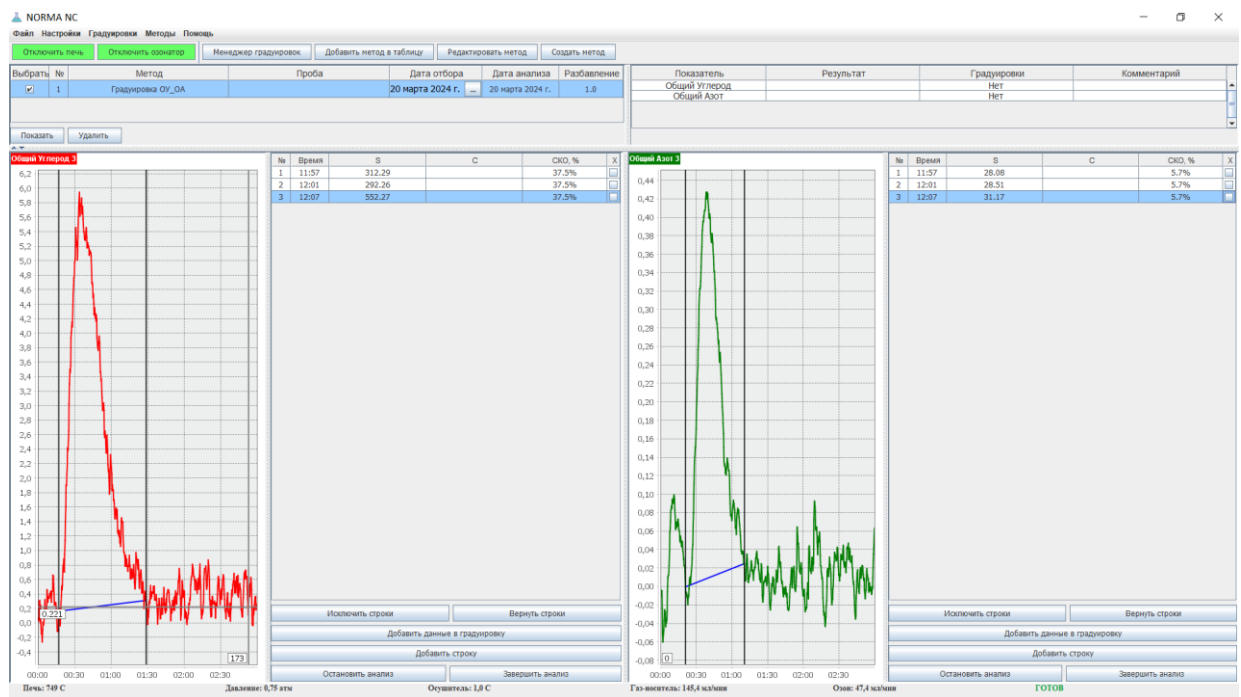 NORMA NC
Файл Настройки Градуировки Методы Помощь
Отключить печь Отключить озонатор Менеджер градуировок Добавить метод в таблицу Редактировать метод Создать метод
Выбрать № Метод Проба Дата отбора Дата анализа Разбавление
1 Градуировка ОУ_ОА 20 марта 2024 г. ... 20 марта 2024 г. 1.0
Показатель Результат Градуировки Комментарий
Общий Углерод Нет
Общий Азот Нет
Показать Удалить
Общий Углерод 3
6,2
6,0
5,8
5,6
5,4
5,2
5,0
4,8
4,6
4,4
4,2
4,0
3,8
3,6
3,4
3,2
3,0
2,8
2,6
2,4
2,2
2,0
1,8
1,6
1,4
1,2
1,0
0,8
0,6
0,4
0,2
0.221
0,0
-0,2
-0,4
173
00:00 00:30 01:00 01:30 02:00 02:30
№ Время S C СКО, % X
1 11:57 312.29 37.5%
2 12:01 292.26 37.5%
3 12:07 552.27 37.5%
Исключить строки Вернуть строки
Добавить данные в градуировку
Добавить строку
Остановить анализ Завершить анализ
Общий Азот 3
0,44
0,42
0,40
0,38
0,36
0,34
0,32
0,30
0,28
0,26
0,24
0,22
0,20
0,18
0,16
0,14
0,12
0,10
0,08
0,06
0,04
0,02
0,00
-0,02
-0,04
-0,06
-0,08
0
00:00 00:30 01:00 01:30 02:00 02:30
№ Время S C СКО, % X
1 11:57 28.08 5.7%
2 12:01 28.51 5.7%
3 12:07 31.17 5.7%
Исключить строки Вернуть строки
Добавить данные в градуировку
Добавить строку
Остановить анализ Завершить анализ
Печь: 749 С Давление: 0,75 атм Осушитель: 1,0 С Газ-носитель: 145,4 мл/мин Озон: 47,4 мл/мин ГОТОВ